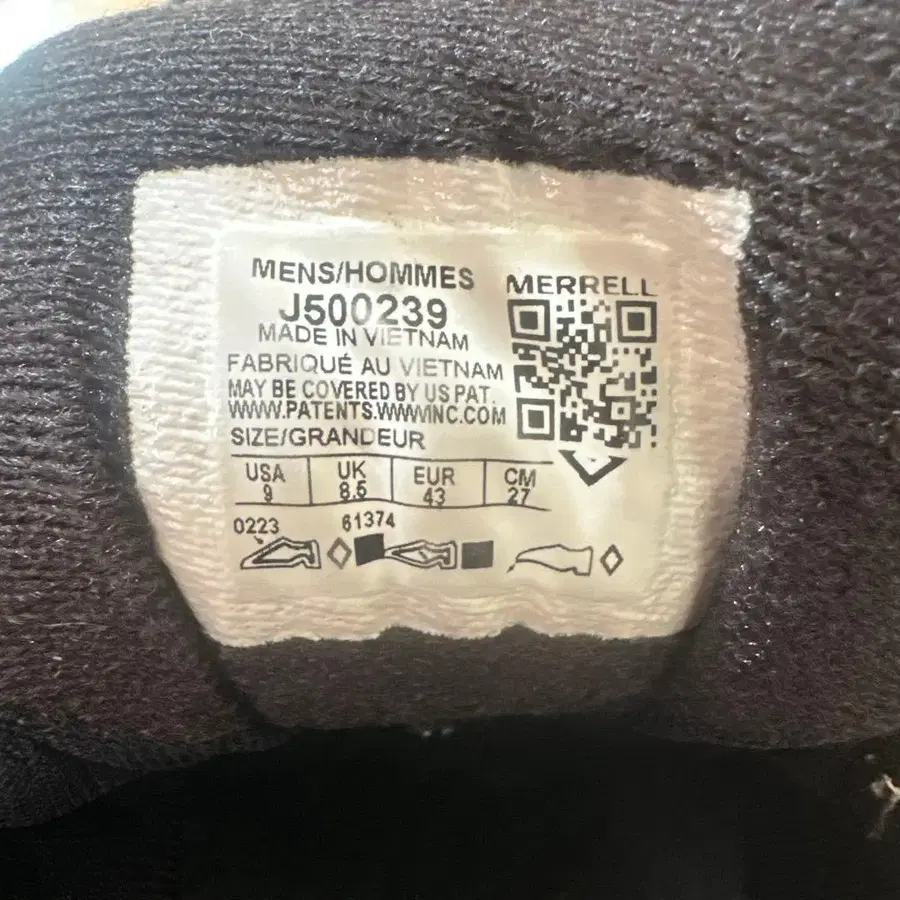 MENS/HOMMES
J500239
MADE IN VIETNAM
FABRIQUÉ AU VIETNAM
MAY BE COVERED BY US PAT.
WWW.PATENTS.WWWINC.COM
SIZE/GRANDEUR
USA UK EUR CM
9 8.5 43 27
0223 61374
MERRELL